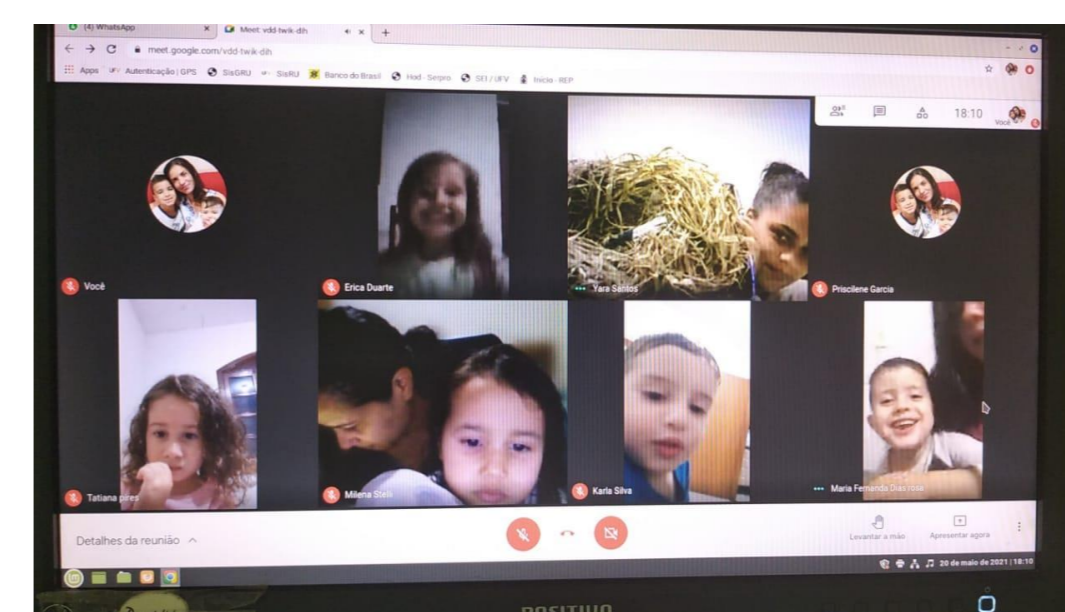 (4) WhatsApp
Meet: vdd-twik-dih
meet.google.com/vdd-twik-dih
Apps
Autenticação | GPS
SisGRU
SisRU
Banco do Brasil
Hod - Serpro
SEI / UFV
Início - REP
18:10
Você
Você
Erica Duarte
Yara Santos
Priscilene Garcia
Tatiana pires
Milena Stelli
Karla Silva
Maria Fernanda Dias rosa
Detalhes da reunião
Levantar a mão
Apresentar agora
20 de maio de 2021 | 18:10
POSITIVO